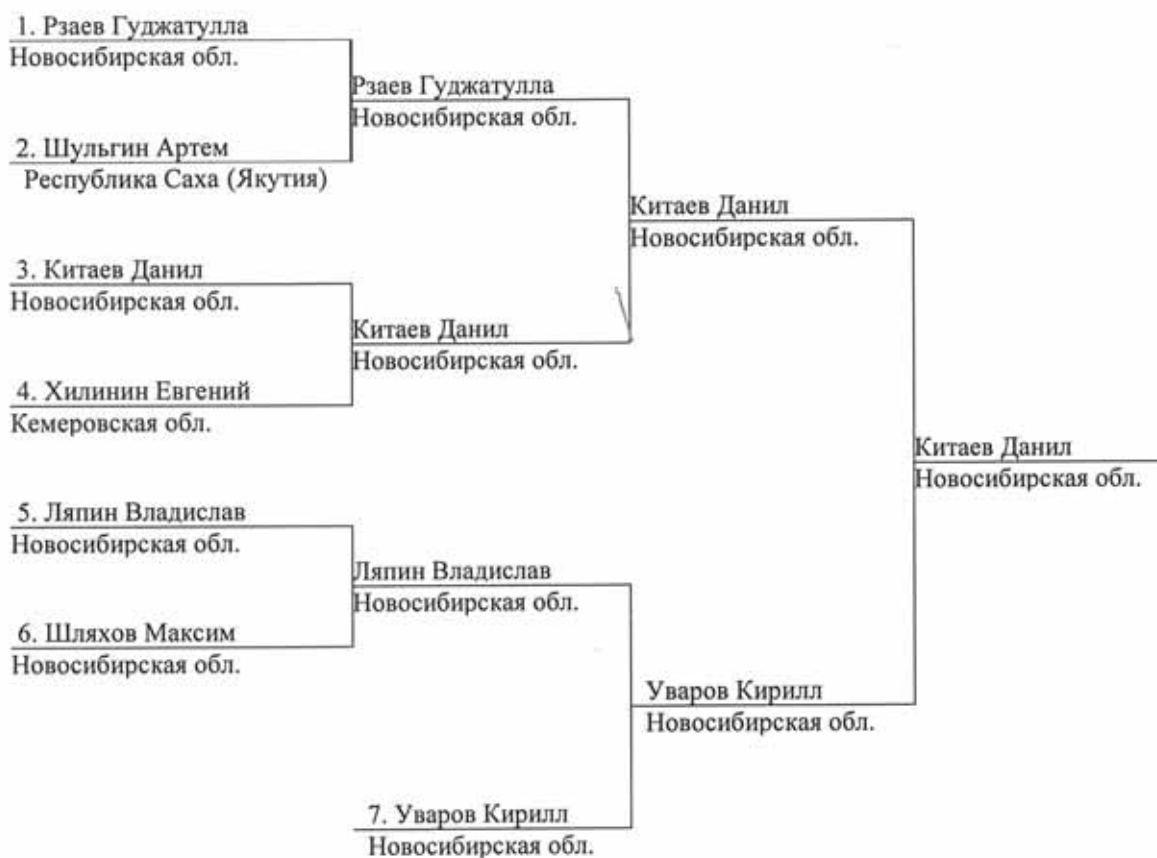 1. Рзаев Гуджатулла
Новосибирская обл.
2. Шульгин Артем
Республика Саха (Якутия)
3. Китаев Данил
Новосибирская обл.
4. Хилинин Евгений
Кемеровская обл.
5. Ляпин Владислав
Новосибирская обл.
6. Шляхов Максим
Новосибирская обл.
Рзаев Гуджатулла
Новосибирская обл.
Китаев Данил
Новосибирская обл.
Ляпин Владислав
Новосибирская обл.
7. Уваров Кирилл
Новосибирская обл.
Китаев Данил
Новосибирская обл.
Уваров Кирилл
Новосибирская обл.
Китаев Данил
Новосибирская обл.